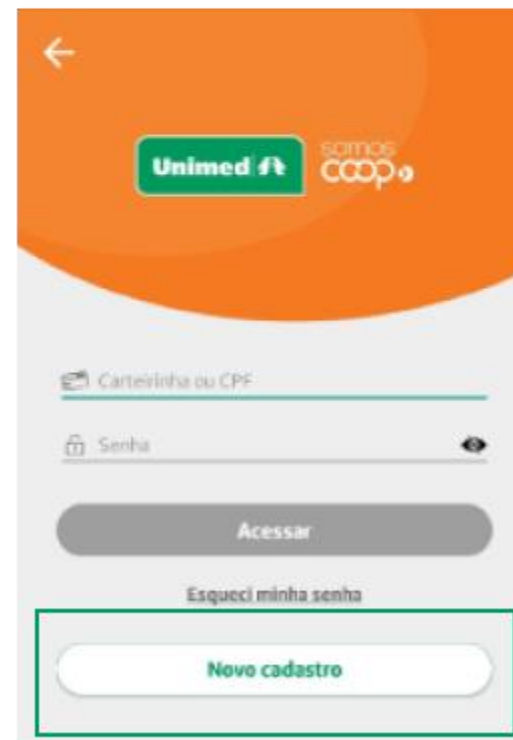 Unimed
somos
coop
Carteirinha ou CPF
Senha
Acessar
Esqueci minha senha
Novo cadastro